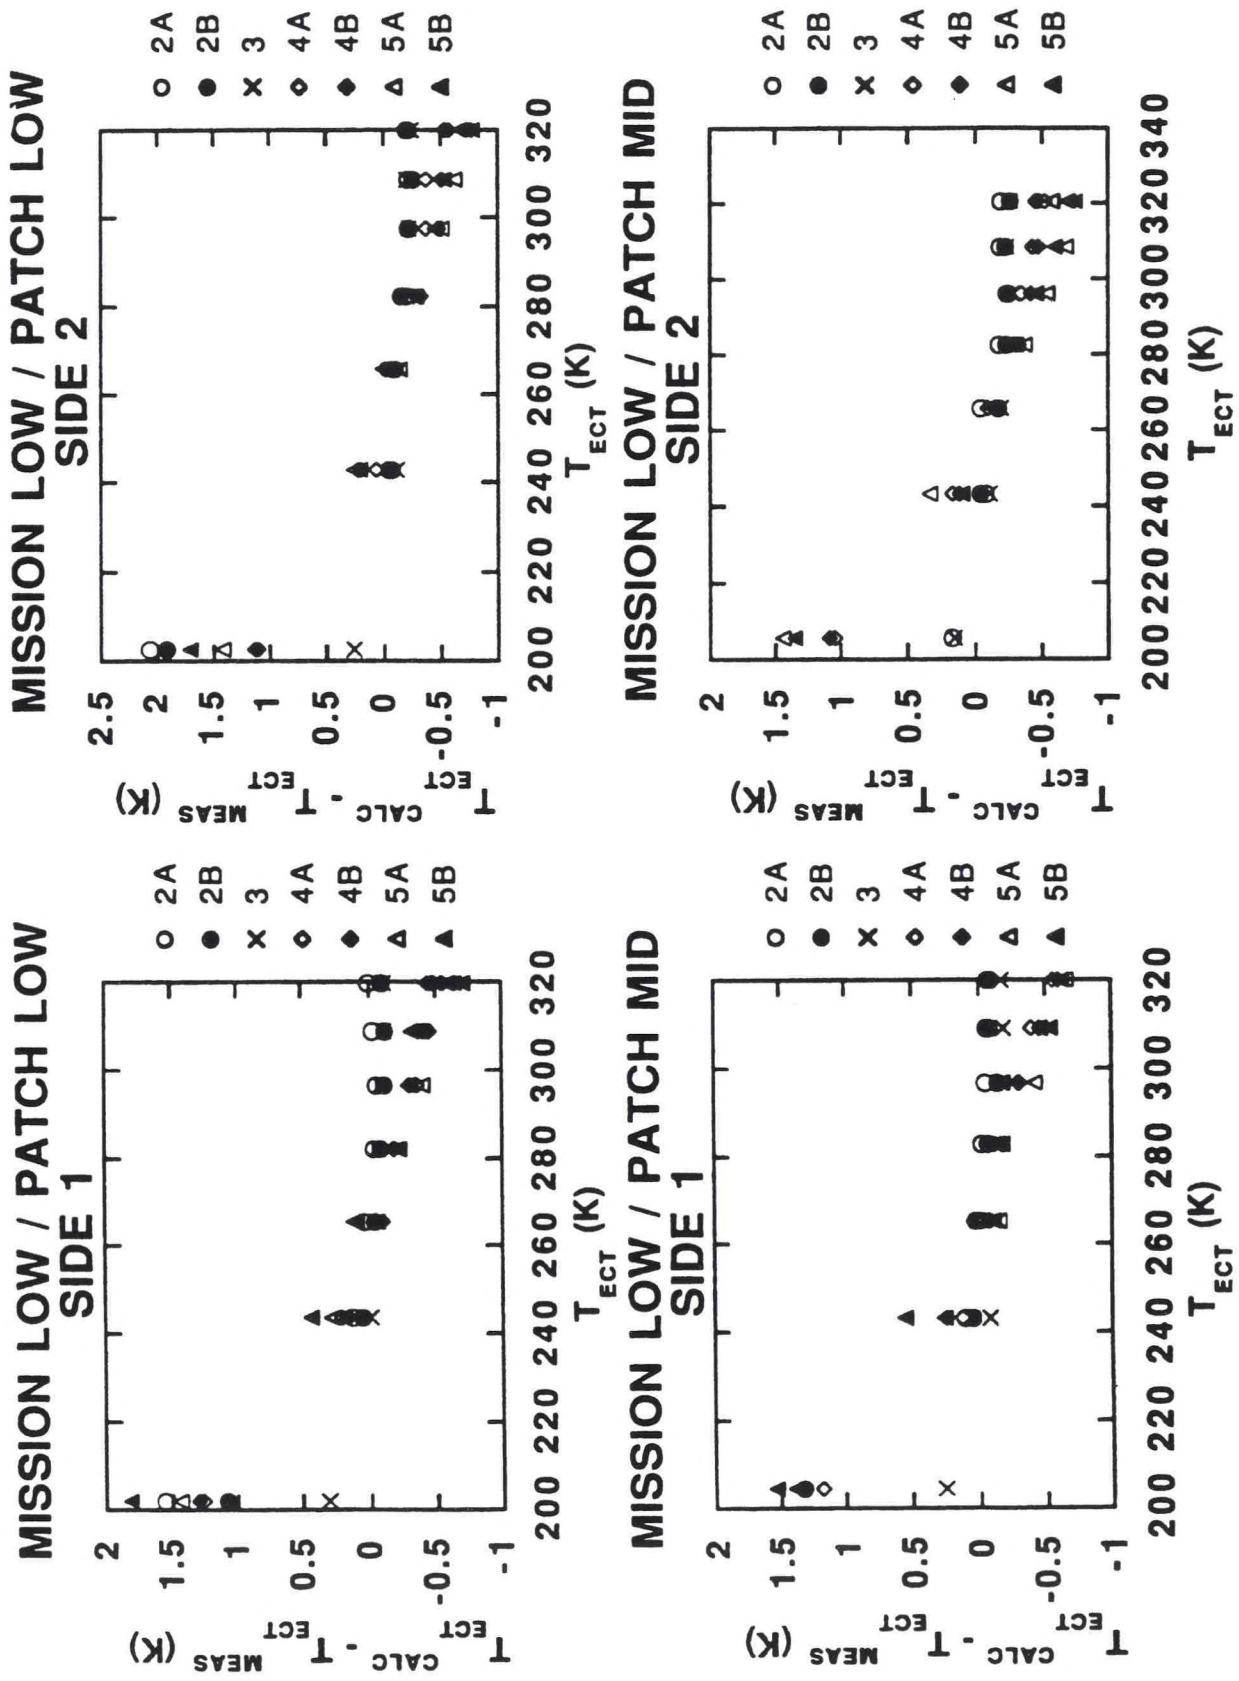 MISSION LOW / PATCH LOW
SIDE 1
2
1.5
1
0.5
0
-0.5
-1
T_ECT CALC - T_ECT MEAS (K)
200 220 240 260 280 300 320
T_ECT (K)
2A
2B
3
4A
4B
5A
5B
MISSION LOW / PATCH LOW
SIDE 2
2.5
2
1.5
1
0.5
0
-0.5
-1
T_ECT CALC - T_ECT MEAS (K)
200 220 240 260 280 300 320
T_ECT (K)
2A
2B
3
4A
4B
5A
5B
MISSION LOW / PATCH MID
SIDE 1
2
1.5
1
0.5
0
-0.5
-1
T_ECT CALC - T_ECT MEAS (K)
200 220 240 260 280 300 320
T_ECT (K)
2A
2B
3
4A
4B
5A
5B
MISSION LOW / PATCH MID
SIDE 2
2
1.5
1
0.5
0
-0.5
-1
T_ECT CALC - T_ECT MEAS (K)
200 220 240 260 280 300 320 340
T_ECT (K)
2A
2B
3
4A
4B
5A
5B